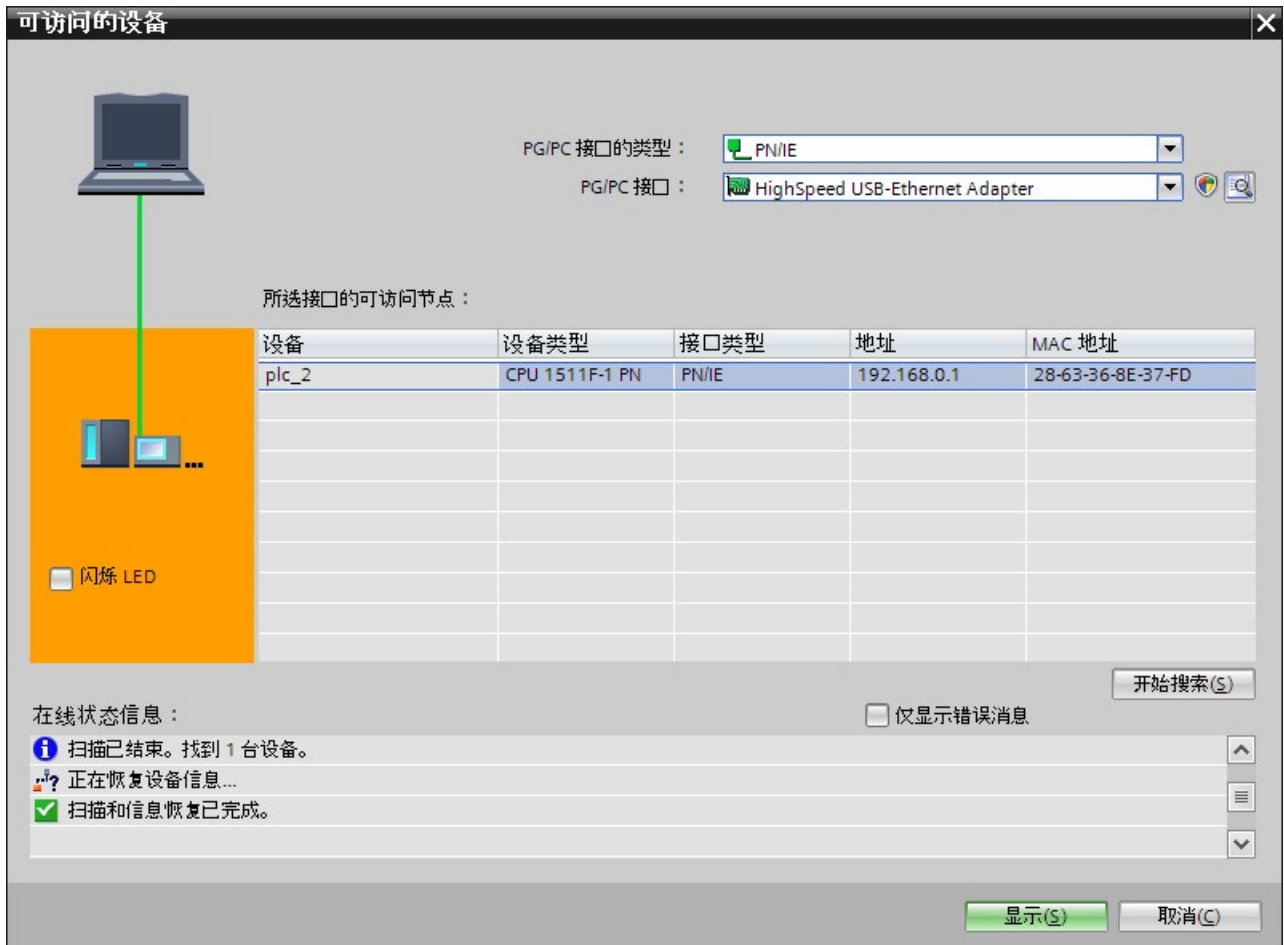 可访问的设备
PG/PC 接口的类型：
PN/IE
PG/PC 接口：
HighSpeed USB-Ethernet Adapter
所选接口的可访问节点：
设备 设备类型 接口类型 地址 MAC 地址
plc_2 CPU 1511F-1 PN PN/IE 192.168.0.1 28-63-36-8E-37-FD
闪烁 LED
开始搜索(S)
在线状态信息：
仅显示错误消息
扫描已结束。找到 1 台设备。
正在恢复设备信息...
扫描和信息恢复已完成。
显示(S)
取消(C)